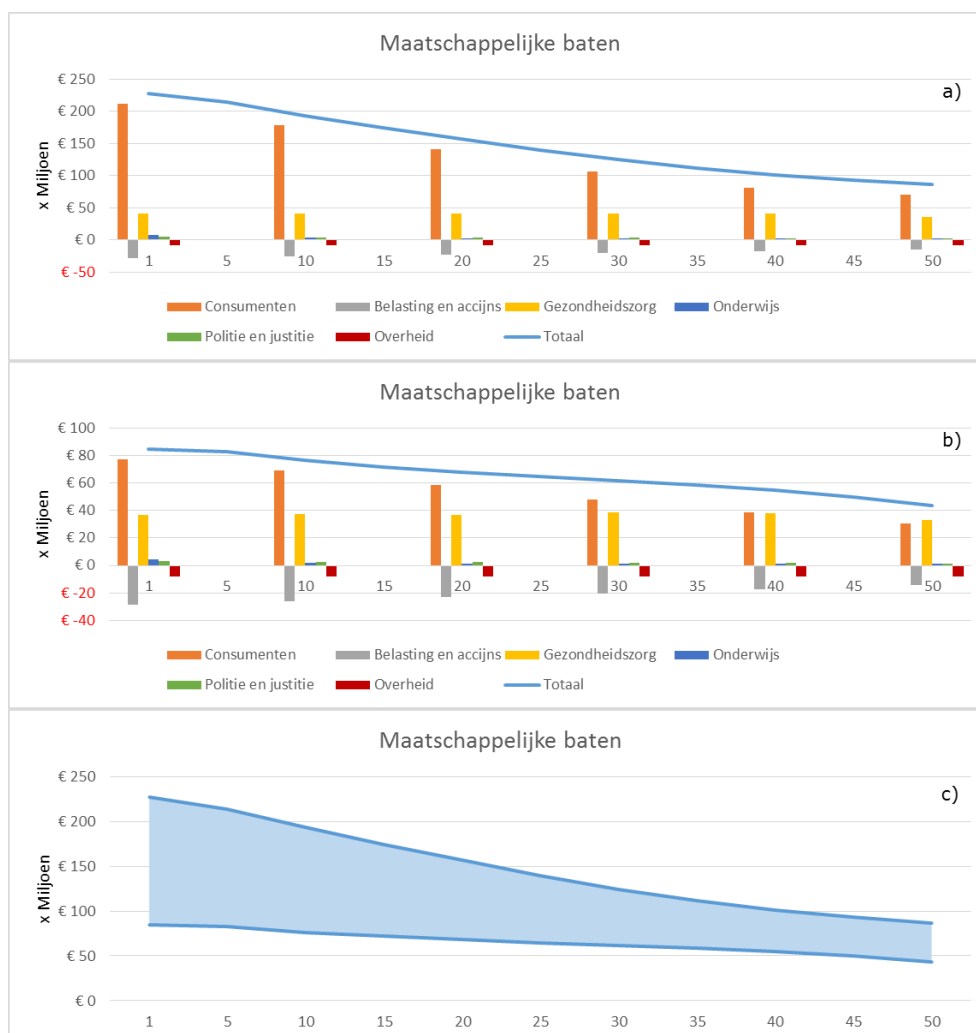 Maatschappelijke baten
a)
x Miljoen
€ 250
€ 200
€ 150
€ 100
€ 50
€ 0
€ -50
1 5 10 15 20 25 30 35 40 45 50
Consumenten Belasting en accijns Gezondheidszorg Onderwijs
Politie en justitie Overheid Totaal
Maatschappelijke baten
b)
x Miljoen
€ 100
€ 80
€ 60
€ 40
€ 20
€ 0
€ -20
€ -40
1 5 10 15 20 25 30 35 40 45 50
Consumenten Belasting en accijns Gezondheidszorg Onderwijs
Politie en justitie Overheid Totaal
Maatschappelijke baten
c)
x Miljoen
€ 250
€ 200
€ 150
€ 100
€ 50
€ 0
1 5 10 15 20 25 30 35 40 45 50